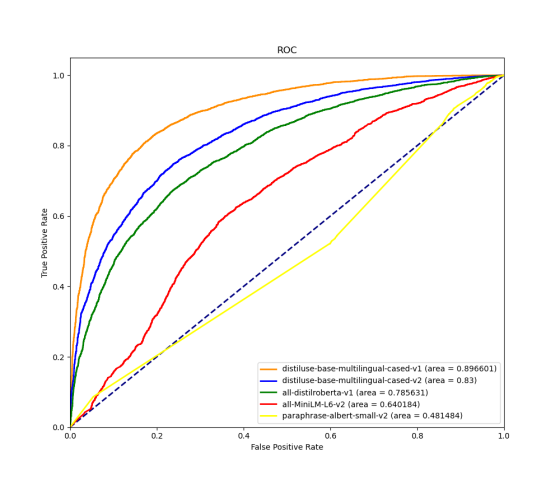 ROC
1.0
0.8
0.6
0.4
0.2
0.0
True Positive Rate
0.0 0.2 0.4 0.6 0.8 1.0
False Positive Rate
distiluse-base-multilingual-cased-v1 (area = 0.896601)
distiluse-base-multilingual-cased-v2 (area = 0.83)
all-distilroberta-v1 (area = 0.785631)
all-MiniLM-L6-v2 (area = 0.640184)
paraphrase-albert-small-v2 (area = 0.481484)